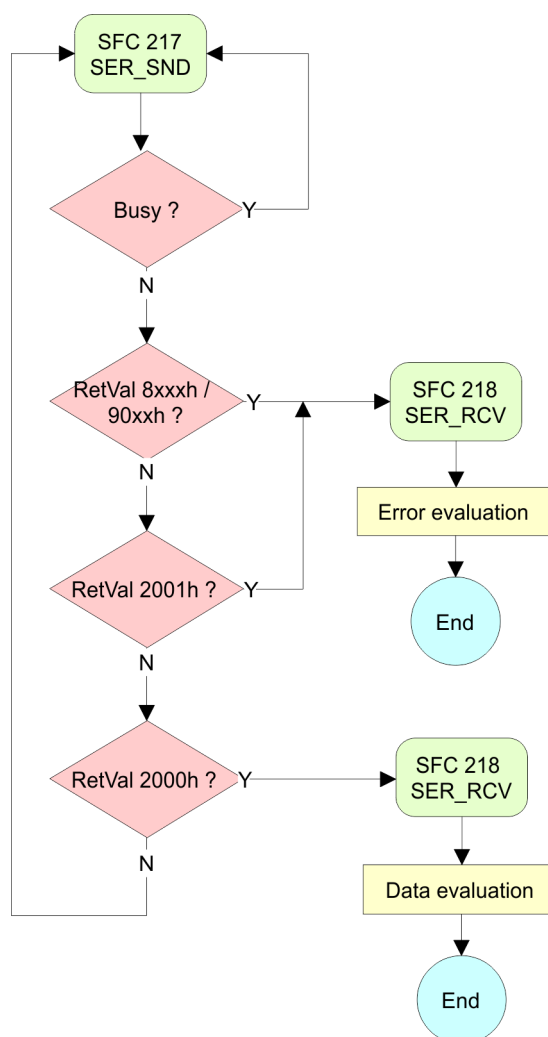 SFC 217
SER_SND
Busy ?
Y
N
RetVal 8xxxh /
90xxh ?
Y
SFC 218
SER_RCV
N
Error evaluation
RetVal 2001h ?
Y
End
N
RetVal 2000h ?
Y
SFC 218
SER_RCV
N
Data evaluation
End